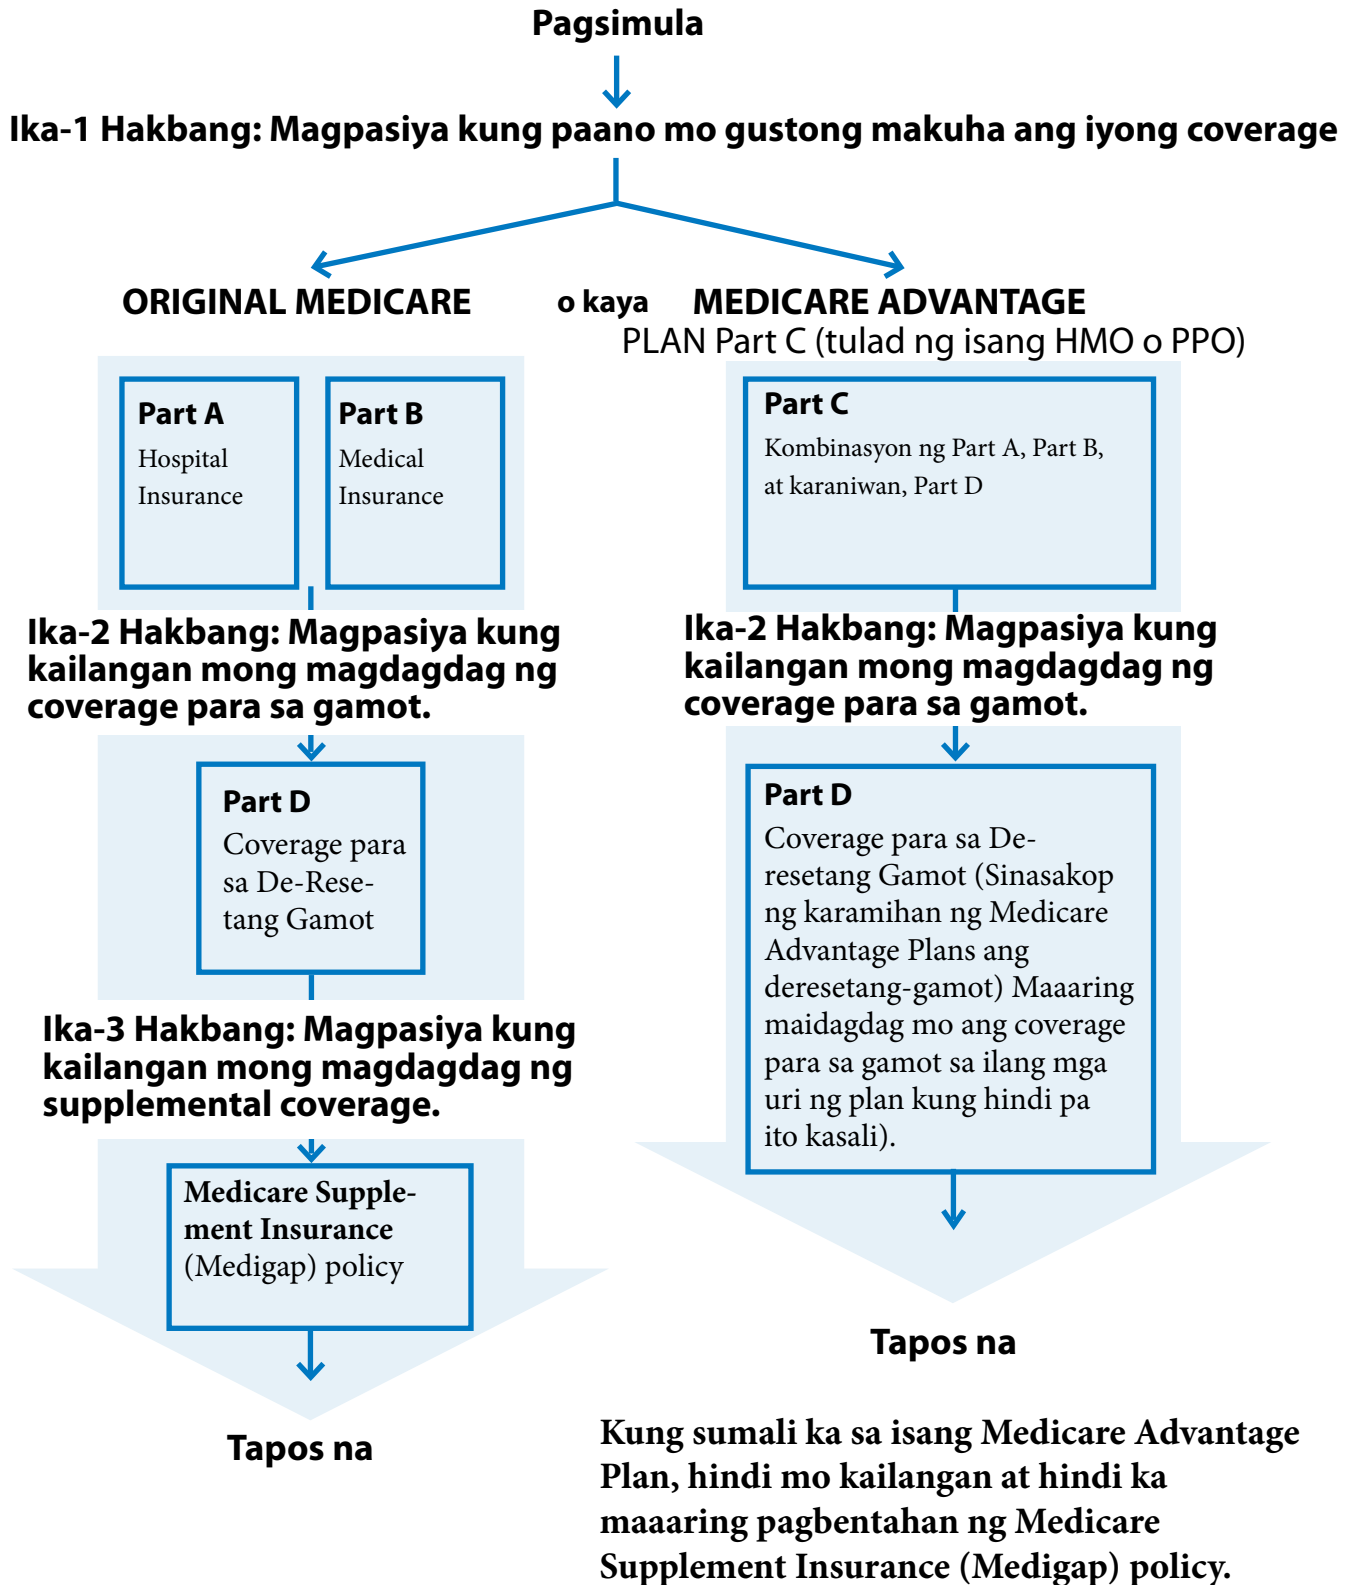 Pagsimula
Ika-1 Hakbang: Magpasiya kung paano mo gustong makuha ang iyong coverage
ORIGINAL MEDICARE
o kaya
MEDICARE ADVANTAGE
PLAN Part C (tulad ng isang HMO o PPO)
Part A
Hospital
Insurance
Part B
Medical
Insurance
Ika-2 Hakbang: Magpasiya kung
kailangan mong magdagdag ng
coverage para sa gamot.
Part D
Coverage para
sa De-Rese-
tang Gamot
Ika-3 Hakbang: Magpasiya kung
kailangan mong magdagdag ng
supplemental coverage.
Medicare Supple-
ment Insurance
(Medigap) policy
Tapos na
Part C
Kombinasyon ng Part A, Part B,
at karaniwan, Part D
Ika-2 Hakbang: Magpasiya kung
kailangan mong magdagdag ng
coverage para sa gamot.
Part D
Coverage para sa De-
resetang Gamot (Sinasakop
ng karamihan ng Medicare
Advantage Plans ang
deresetang-gamot) Maaaring
maidagdag mo ang coverage
para sa gamot sa ilang mga
uri ng plan kung hindi pa
ito kasali).
Tapos na
Kung sumali ka sa isang Medicare Advantage
Plan, hindi mo kailangan at hindi ka
maaaring pagbentahan ng Medicare
Supplement Insurance (Medigap) policy.